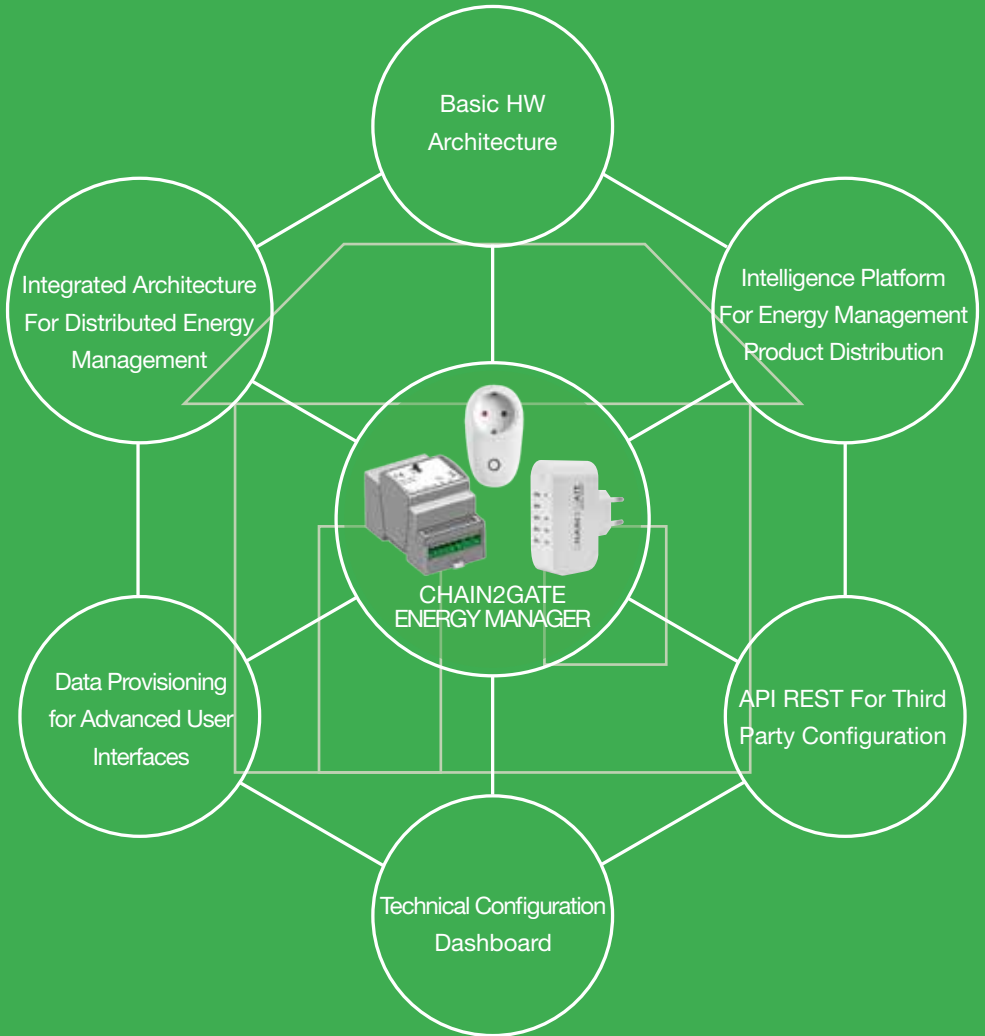 Basic HW
Architecture
Integrated Architecture
For Distributed Energy
Management
Intelligence Platform
For Energy Management
Product Distribution
CHAIN2GATE
CHAIN2GATE
ENERGY MANAGER
Data Provisioning
for Advanced User
Interfaces
API REST For Third
Party Configuration
Technical Configuration
Dashboard